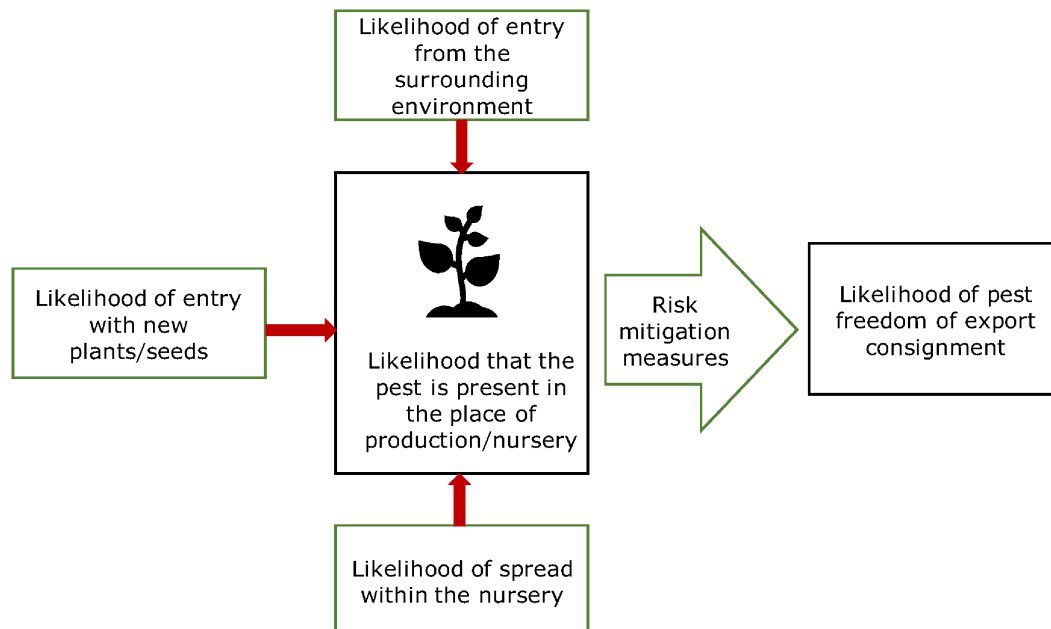 Likelihood of entry
from the
surrounding
environment
Likelihood of entry
with new
plants/seeds
Likelihood that the
pest is present in
the place of
production/nursery
Risk
mitigation
measures
Likelihood of pest
freedom of export
consignment
Likelihood of spread
within the nursery